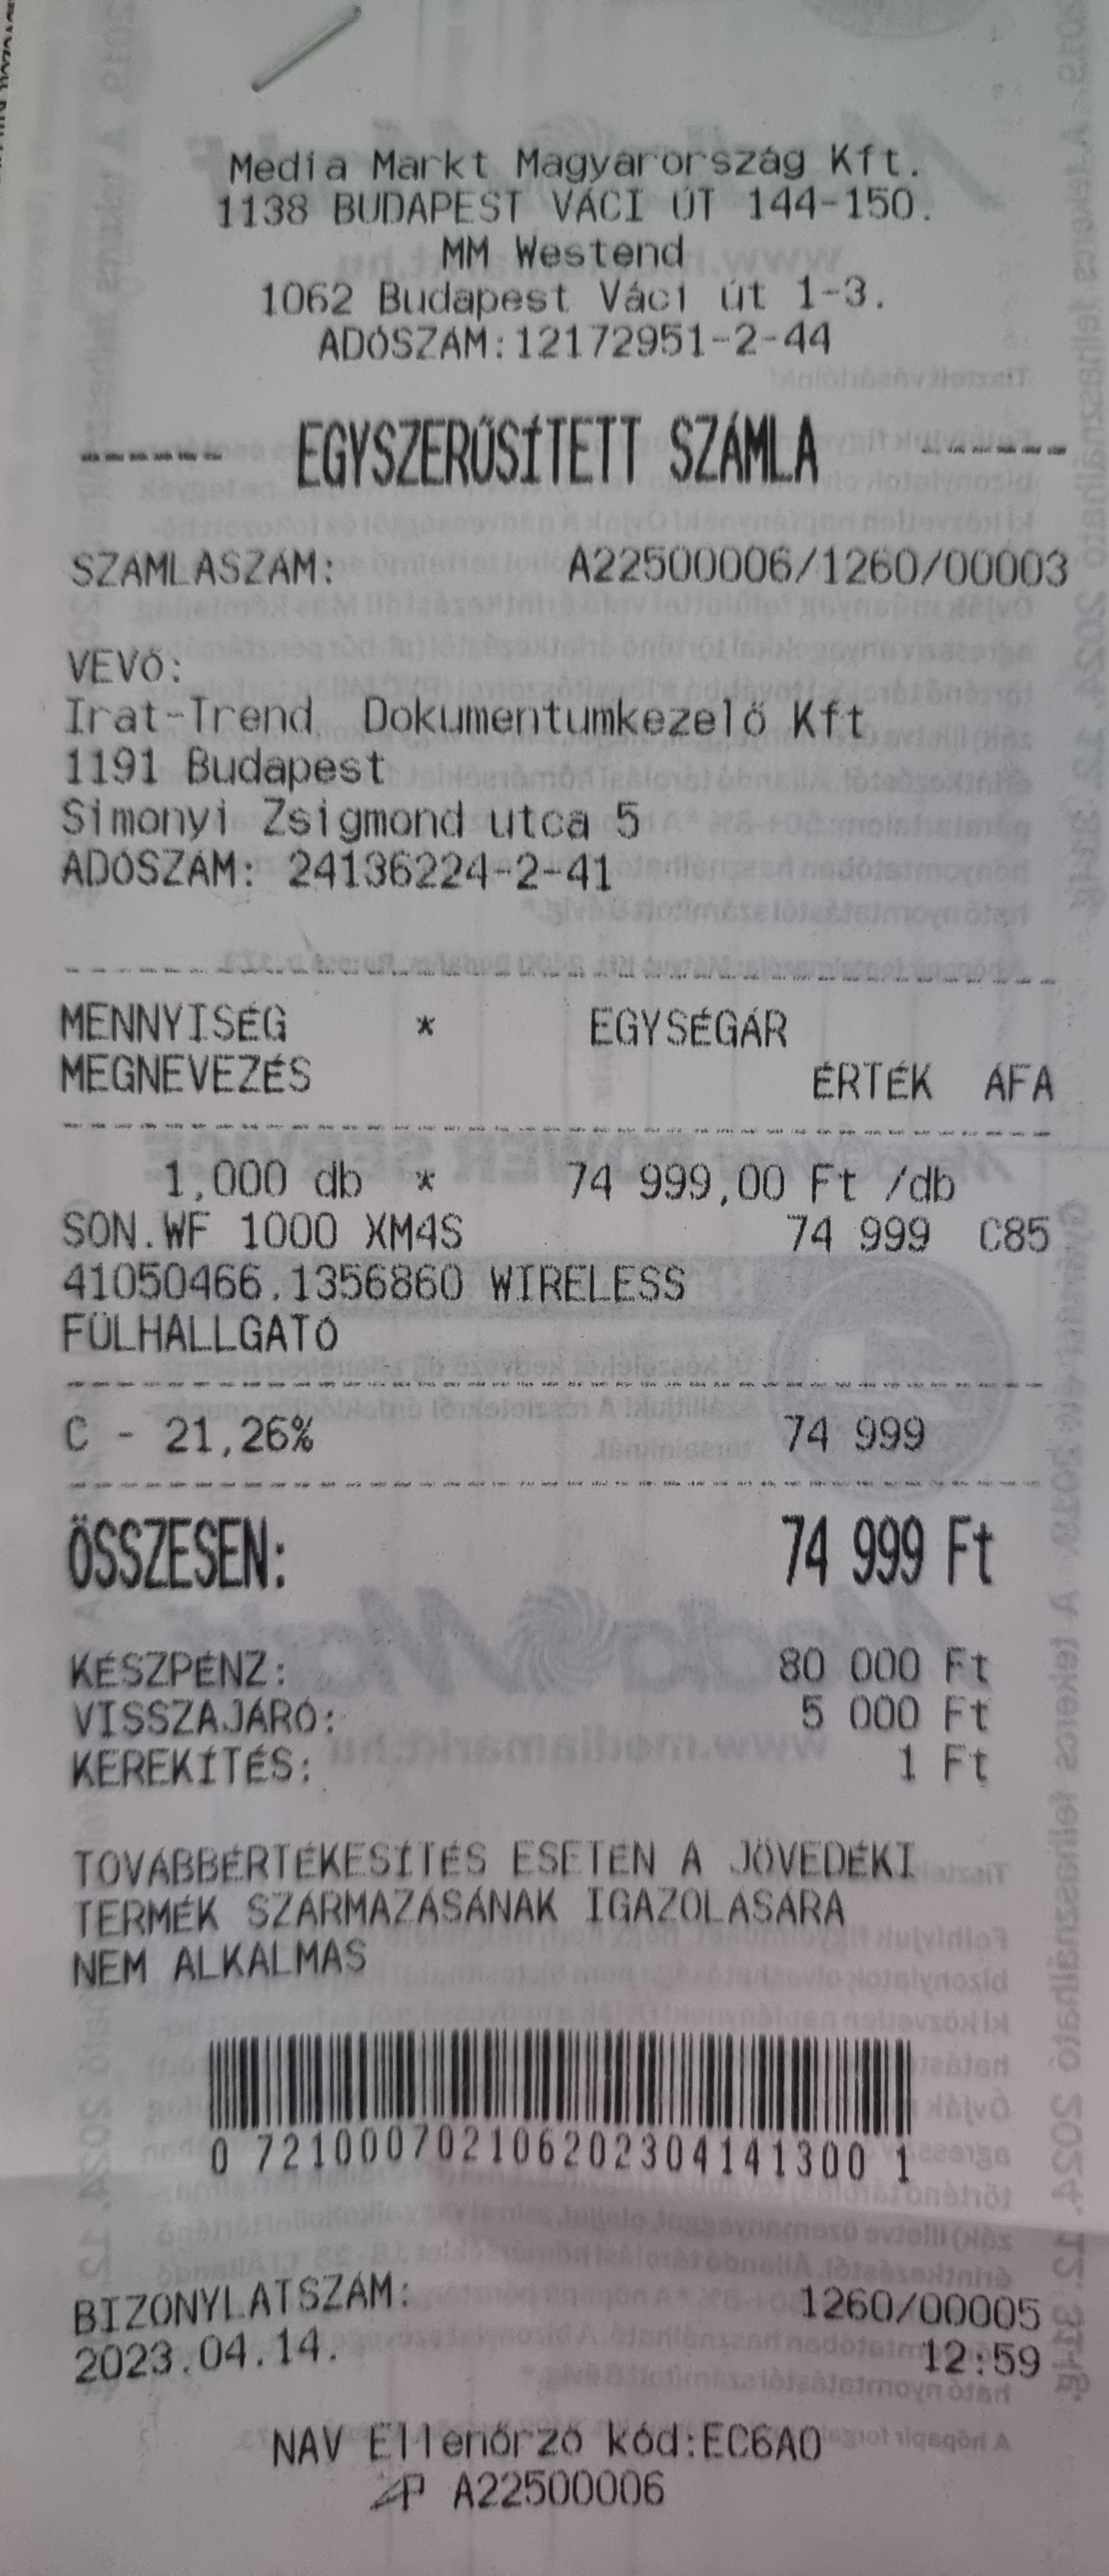 Media Markt Magyarország Kft.
1138 BUDAPEST VÁCI ÚT 144-150.
MM Westend
1062 Budapest Váci út 1-3.
ADÓSZÁM:12172951-2-44
------ EGYSZERŰSÍTETT SZÁMLA ------
SZÁMLASZÁM: A22500006/1260/00003
VEVŐ:
Irat-Trend Dokumentumkezelő Kft
1191 Budapest
Simonyi Zsigmond utca 5
ADÓSZÁM: 24136224-2-41
MENNYISÉG * EGYSÉGÁR
MEGNEVEZÉS ÉRTÉK ÁFA
1,000 db * 74 999,00 Ft /db
SON.WF 1000 XM4S 74 999 C85
41050466.1356860 WIRELESS
FÜLHALLGATÓ
C - 21,26% 74 999
ÖSSZESEN: 74 999 Ft
KÉSZPÉNZ: 80 000 Ft
VISSZAJÁRÓ: 5 000 Ft
KEREKÍTÉS: 1 Ft
TOVÁBBÉRTÉKESÍTÉS ESETÉN A JÖVEDÉKI
TERMÉK SZÁRMAZÁSÁNAK IGAZOLÁSÁRA
NEM ALKALMAS
0 721000702106202304141300 1
BIZONYLATSZÁM: 1260/00005
2023.04.14. 12:59
NAV Ellenőrző kód:EC6A0
AP A22500006